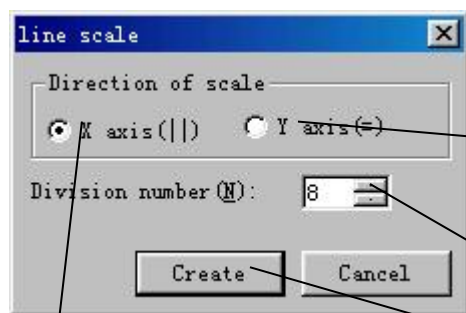 line scale
Direction of scale
X axis(||) Y axis(=)
Division number(N): 8
Create Cancel